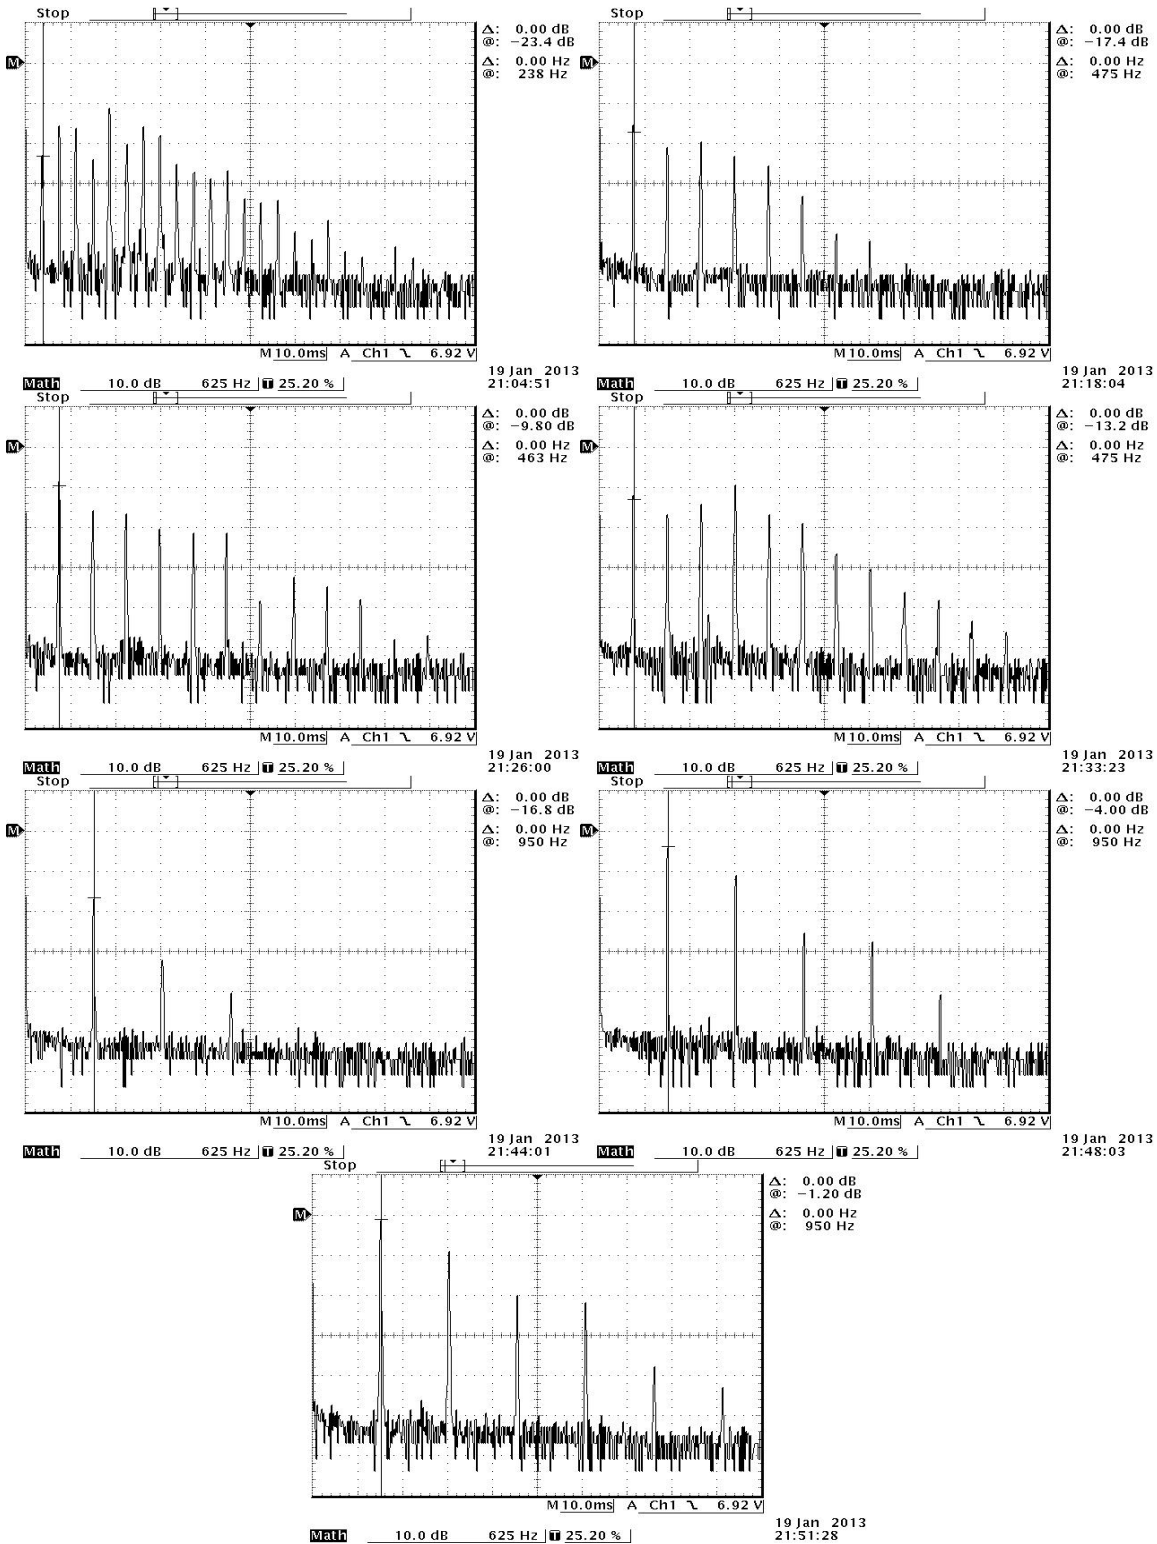 Stop
Δ: 0.00 dB
@: −23.4 dB
Δ: 0.00 Hz
@: 238 Hz
M
M 10.0ms A Ch1 6.92 V
19 Jan 2013
21:04:51
Math 10.0 dB 625 Hz T 25.20 %
Stop
Δ: 0.00 dB
@: −17.4 dB
Δ: 0.00 Hz
@: 475 Hz
M
M 10.0ms A Ch1 6.92 V
19 Jan 2013
21:18:04
Math 10.0 dB 625 Hz T 25.20 %
Stop
Δ: 0.00 dB
@: −9.80 dB
Δ: 0.00 Hz
@: 463 Hz
M
M 10.0ms A Ch1 6.92 V
19 Jan 2013
21:26:00
Math 10.0 dB 625 Hz T 25.20 %
Stop
Δ: 0.00 dB
@: −13.2 dB
Δ: 0.00 Hz
@: 475 Hz
M
M 10.0ms A Ch1 6.92 V
19 Jan 2013
21:33:23
Math 10.0 dB 625 Hz T 25.20 %
Stop
Δ: 0.00 dB
@: −16.8 dB
Δ: 0.00 Hz
@: 950 Hz
M
M 10.0ms A Ch1 6.92 V
19 Jan 2013
21:44:01
Math 10.0 dB 625 Hz T 25.20 %
Stop
Δ: 0.00 dB
@: −4.00 dB
Δ: 0.00 Hz
@: 950 Hz
M
M 10.0ms A Ch1 6.92 V
19 Jan 2013
21:48:03
Math 10.0 dB 625 Hz T 25.20 %
Stop
Δ: 0.00 dB
@: −1.20 dB
Δ: 0.00 Hz
@: 950 Hz
M
M 10.0ms A Ch1 6.92 V
19 Jan 2013
21:51:28
Math 10.0 dB 625 Hz T 25.20 %